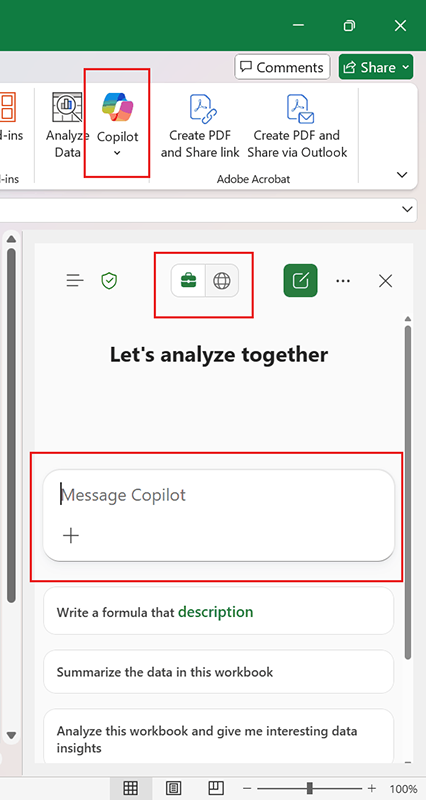 Comments
Share
d-ins
Analyze
Data
Copilot
Create PDF
and Share link
Create PDF and
Share via Outlook
d-ins
Adobe Acrobat
Let's analyze together
Message Copilot
Write a formula that description
Summarize the data in this workbook
Analyze this workbook and give me interesting data
insights
100%